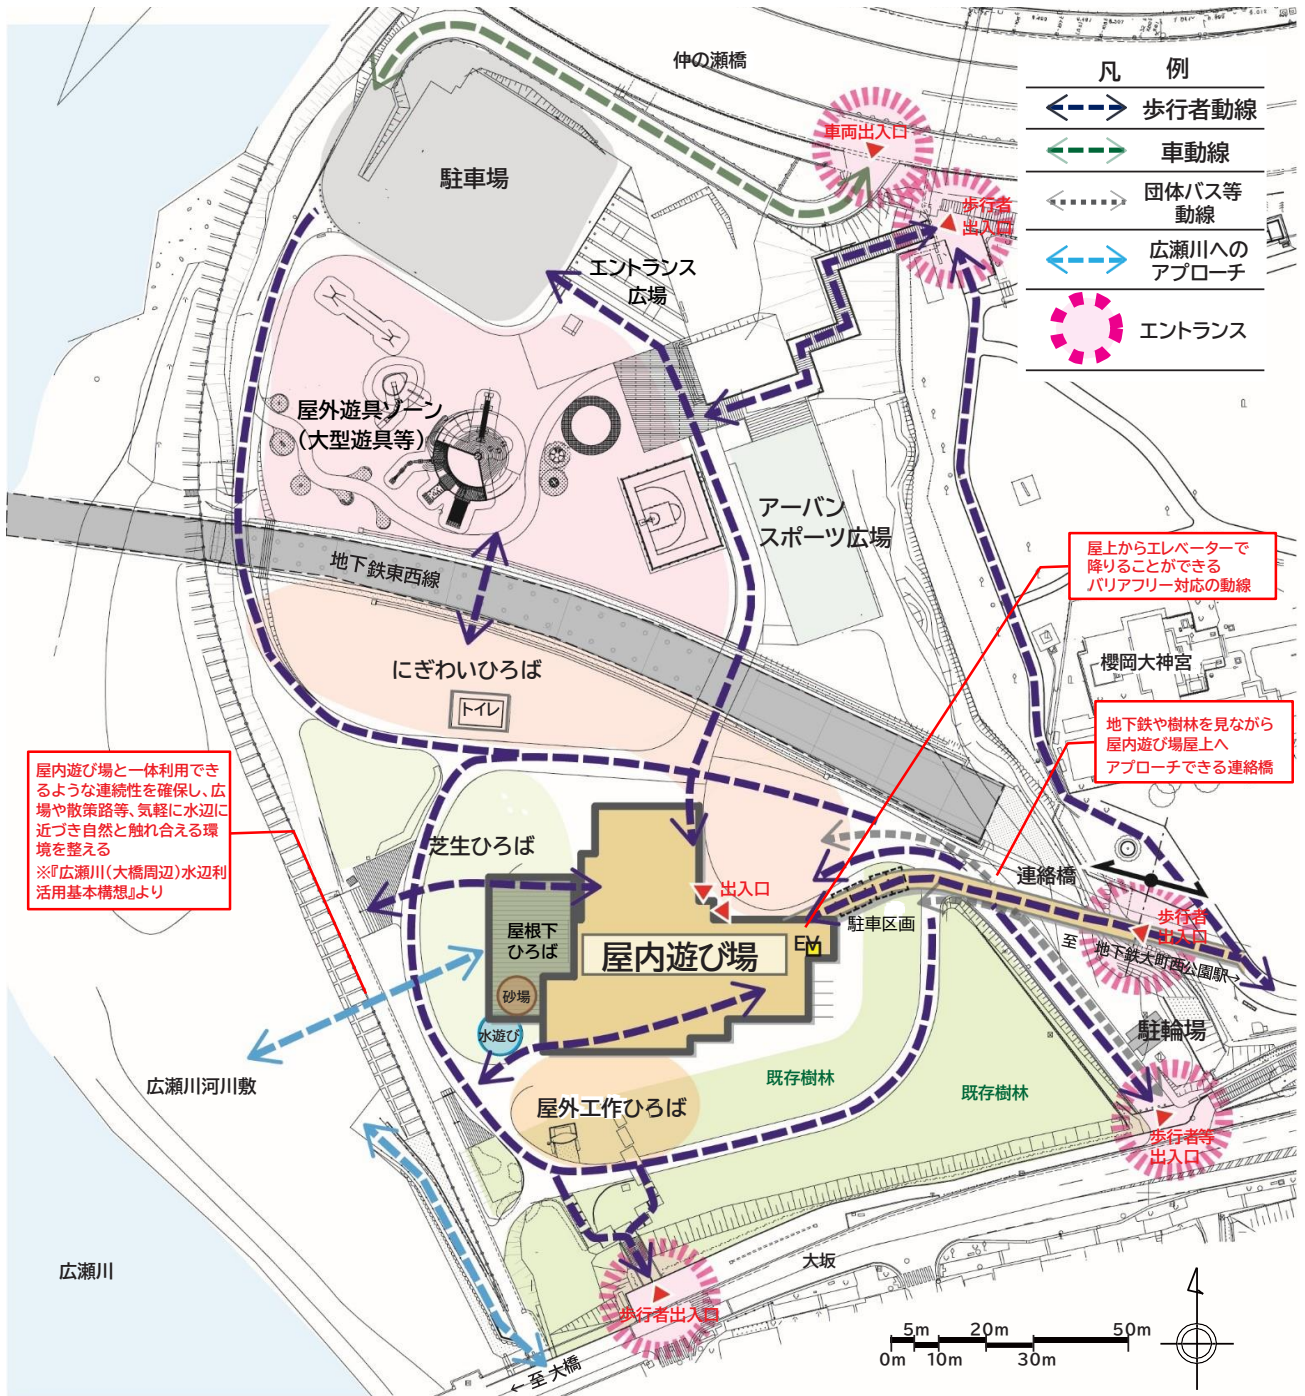 仲の瀬橋
凡 例
歩行者動線
車動線
団体バス等
動線
広瀬川への
アプローチ
エントランス
車両出入口
歩行者
出入口
駐車場
エントランス
広場
屋外遊具ゾーン
（大型遊具等）
アーバン
スポーツ広場
地下鉄東西線
屋上からエレベーターで
降りることができる
バリアフリー対応の動線
にぎわいひろば
トイレ
櫻岡大神宮
地下鉄や樹林を見ながら
屋内遊び場屋上へ
アプローチできる連絡橋
屋内遊び場と一体利用でき
るような連続性を確保し、広
場や散策路等、気軽に水辺に
近づき自然と触れ合える環
境を整える
※『広瀬川（大橋周辺）水辺利
活用基本構想』より
芝生ひろば
出入口
連絡橋
駐車区画
歩行者
出入口
屋根下
ひろば
屋内遊び場
EV
至 地下鉄大町西公園駅→
砂場
水遊び
駐輪場
広瀬川河川敷
屋外工作ひろば
既存樹林
既存樹林
歩行者等
出入口
広瀬川
大坂
歩行者出入口
←至 大橋
5m 20m 50m
0m 10m 30m